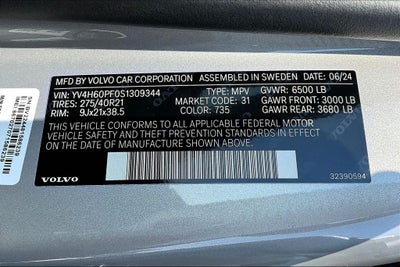 MFD BY VOLVO CAR CORPORATION ASSEMBLED IN SWEDEN DATE: 06/24
VIN: YV4H60PF0S1309344 TYPE: MPV GVWR: 6500 LB
TIRES: 275/40R21 MARKET CODE: 31 GAWR FRONT: 3000 LB
RIM: 9Jx21x38.5 COLOR: 735 GAWR REAR: 3680 LB
THIS VEHICLE CONFORMS TO ALL APPLICABLE FEDERAL MOTOR
VEHICLE SAFETY AND THEFT PREVENTION STANDARDS IN EFFECT ON THE
DATE OF MANUFACTURE SHOWN ABOVE.
VOLVO
32390594